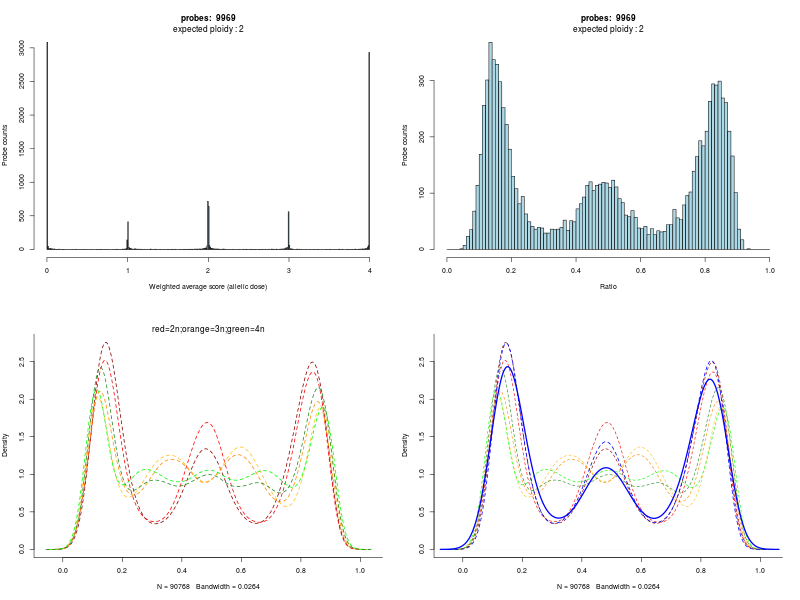 probes: 9969
expected ploidy : 2
Probe counts
3000
2500
2000
1500
1000
500
0
0 1 2 3 4
Weighted average score (allelic dose)
probes: 9969
expected ploidy : 2
Probe counts
300
200
100
0
0.0 0.2 0.4 0.6 0.8 1.0
Ratio
red=2n;orange=3n;green=4n
Density
2.5
2.0
1.5
1.0
0.5
0.0
0.0 0.2 0.4 0.6 0.8 1.0
N = 90768 Bandwidth = 0.0264
Density
2.5
2.0
1.5
1.0
0.5
0.0
0.0 0.2 0.4 0.6 0.8 1.0
N = 90768 Bandwidth = 0.0264